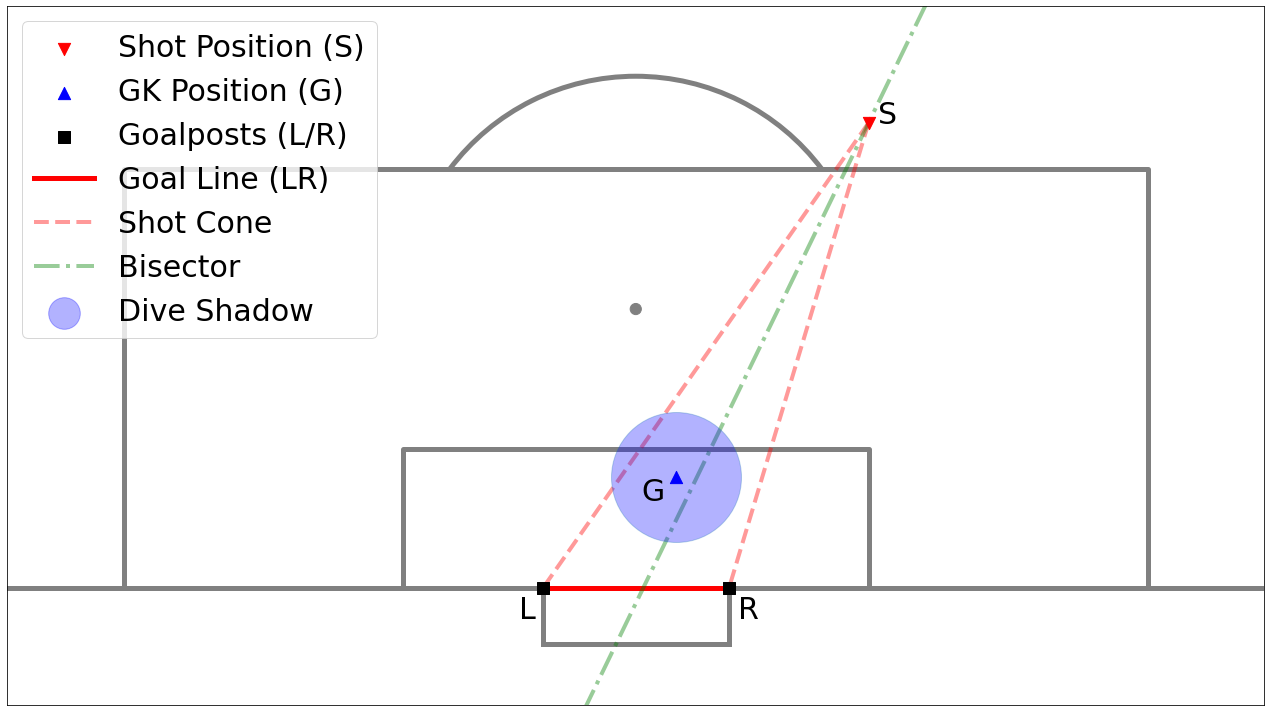 Shot Position (S)
GK Position (G)
Goalposts (L/R)
Goal Line (LR)
Shot Cone
Bisector
Dive Shadow
S
G
L
R